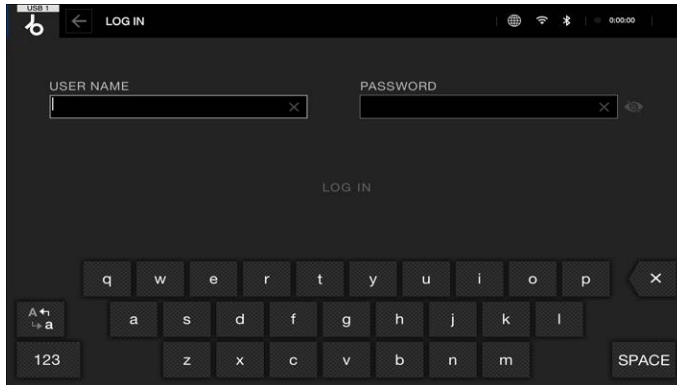 USB 1
LOG IN
0:00:00
USER NAME PASSWORD
LOG IN
q w e r t y u i o p
A a
a s d f g h j k l
123 z x c v b n m SPACE